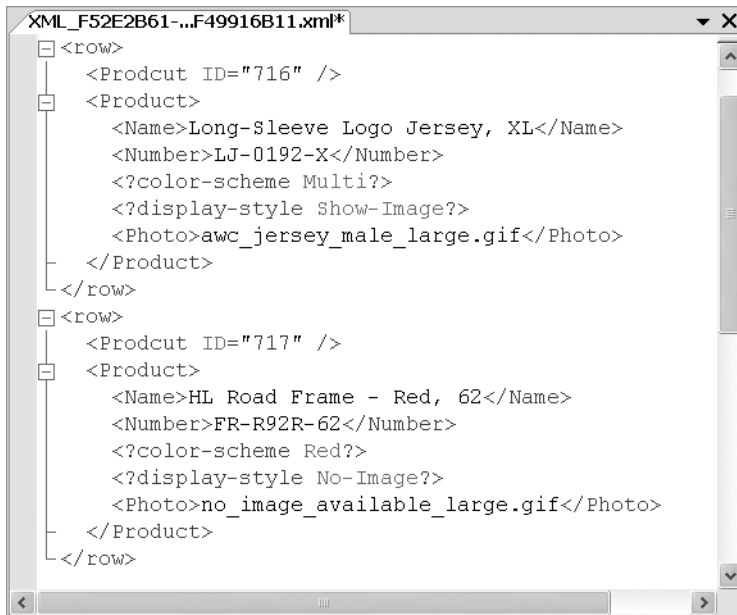 XML_F52E2B61-...F49916B11.xml*
<row>
<Prodcut ID="716" />
<Product>
<Name>Long-Sleeve Logo Jersey, XL</Name>
<Number>LJ-0192-X</Number>
<?color-scheme Multi?>
<?display-style Show-Image?>
<Photo>awc_jersey_male_large.gif</Photo>
</Product>
</row>
<row>
<Prodcut ID="717" />
<Product>
<Name>HL Road Frame - Red, 62</Name>
<Number>FR-R92R-62</Number>
<?color-scheme Red?>
<?display-style No-Image?>
<Photo>no_image_available_large.gif</Photo>
</Product>
</row>